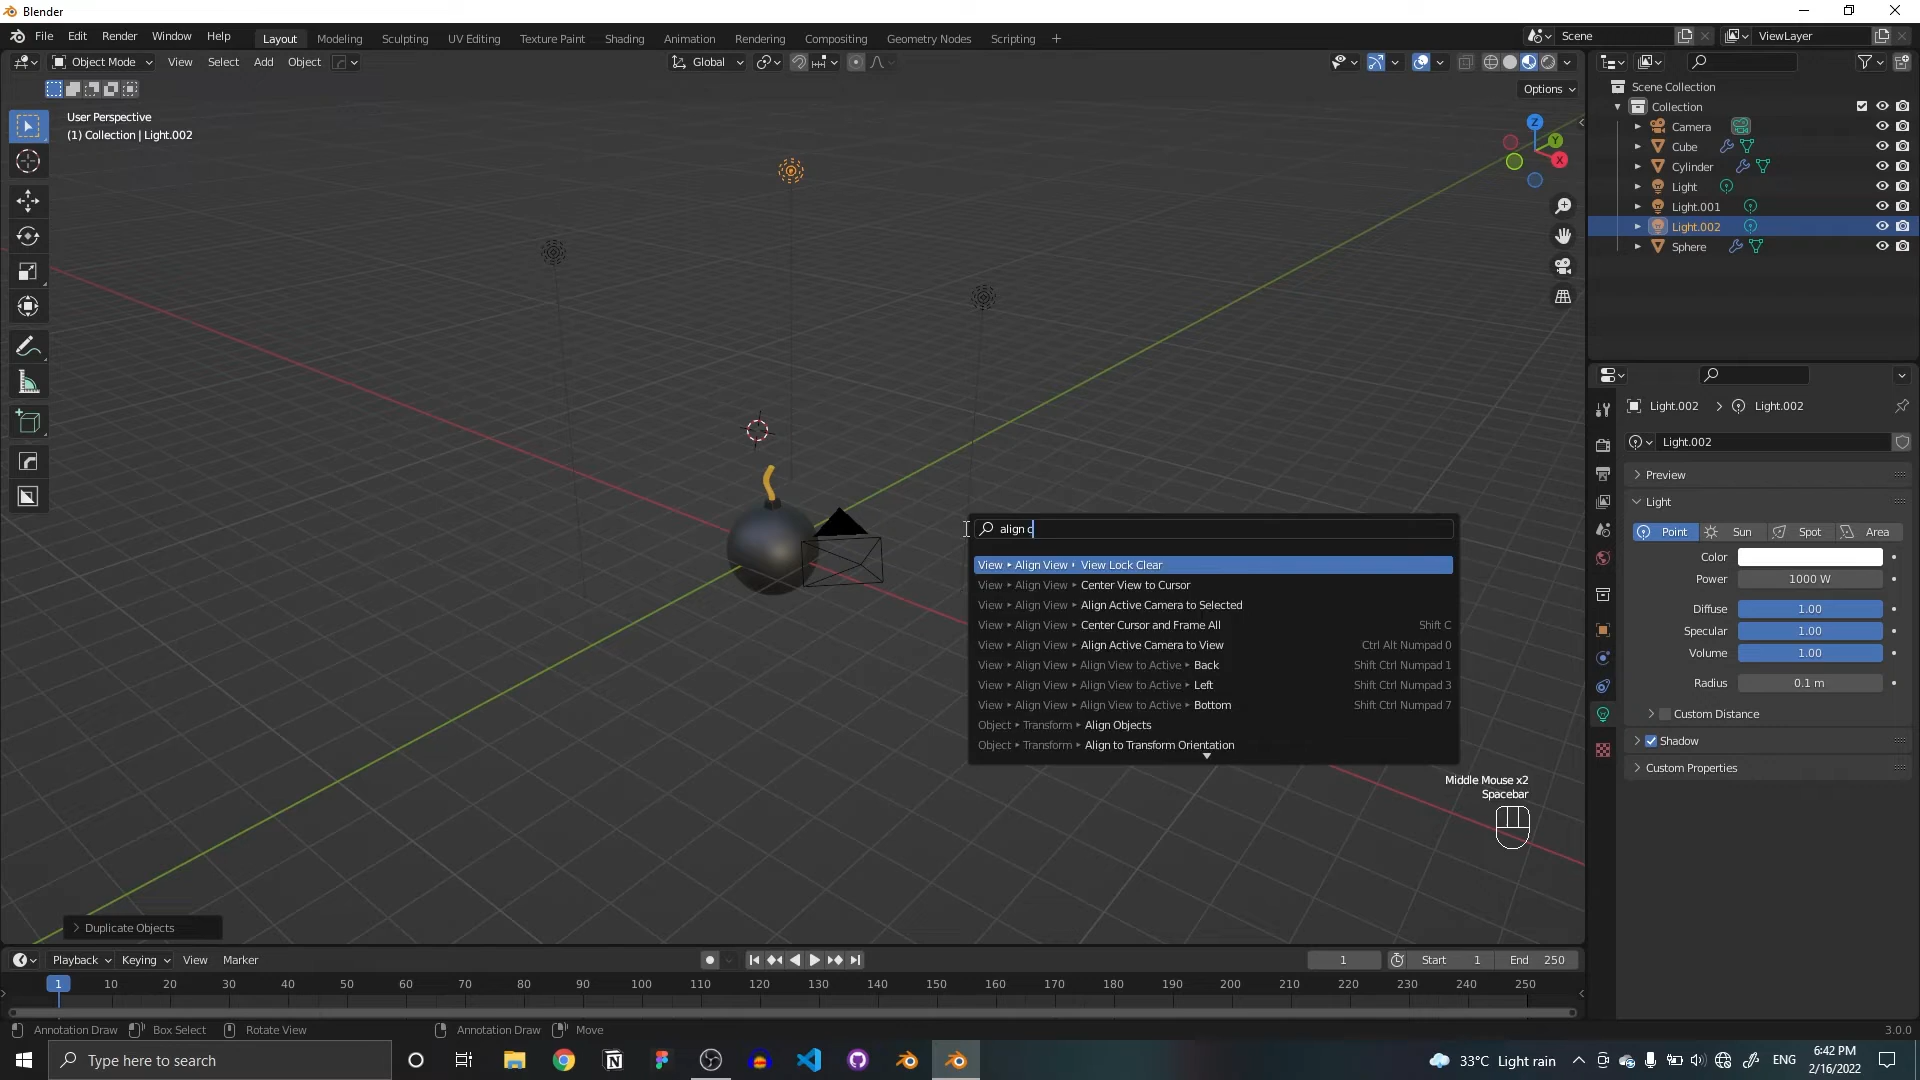 Blender
File Edit Render Window Help
Layout Modeling Sculpting UV Editing Texture Paint Shading Animation Rendering Compositing Geometry Nodes Scripting +
Scene ViewLayer
Object Mode View Select Add Object Global
Options
User Perspective
(1) Collection | Light.002
Z
Y
X
Scene Collection
Collection
Camera
Cube
Cylinder
Light
Light.001
Light.002
Sphere
Light.002 > Light.002
Light.002
Preview
Light
Point Sun Spot Area
Color
Power 1000 W
Diffuse 1.00
Specular 1.00
Volume 1.00
Radius 0.1 m
Custom Distance
Shadow
Custom Properties
align c
View Align View View Lock Clear
View Align View Center View to Cursor
View Align View Align Active Camera to Selected
View Align View Center Cursor and Frame All Shift C
View Align View Align Active Camera to View Ctrl Alt Numpad 0
View Align View Align View to Active Back Shift Ctrl Numpad 1
View Align View Align View to Active Left Shift Ctrl Numpad 3
View Align View Align View to Active Bottom Shift Ctrl Numpad 7
Object Transform Align Objects
Object Transform Align to Transform Orientation
Middle Mouse x2
Spacebar
Duplicate Objects
Playback Keying View Marker 1 Start 1 End 250
1 10 20 30 40 50 60 70 80 90 100 110 120 130 140 150 160 170 180 190 200 210 220 230 240 250
Annotation Draw Box Select Rotate View Annotation Draw Move 3.0.0
Type here to search
33°C Light rain ENG 6:42 PM
2/16/2022